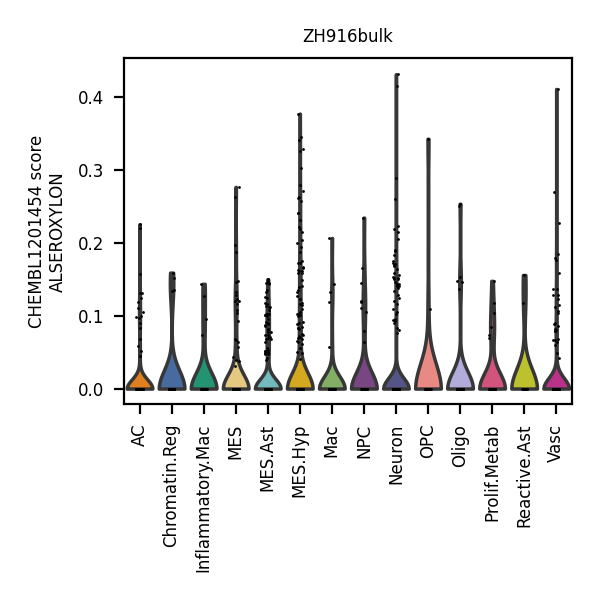 ZH916bulk
CHEMBL1201454 score
ALSEROXYLON
0.4
0.3
0.2
0.1
0.0
AC
Chromatin.Reg
Inflammatory.Mac
MES
MES.Ast
MES.Hyp
Mac
NPC
Neuron
OPC
Oligo
Prolif.Metab
Reactive.Ast
Vasc